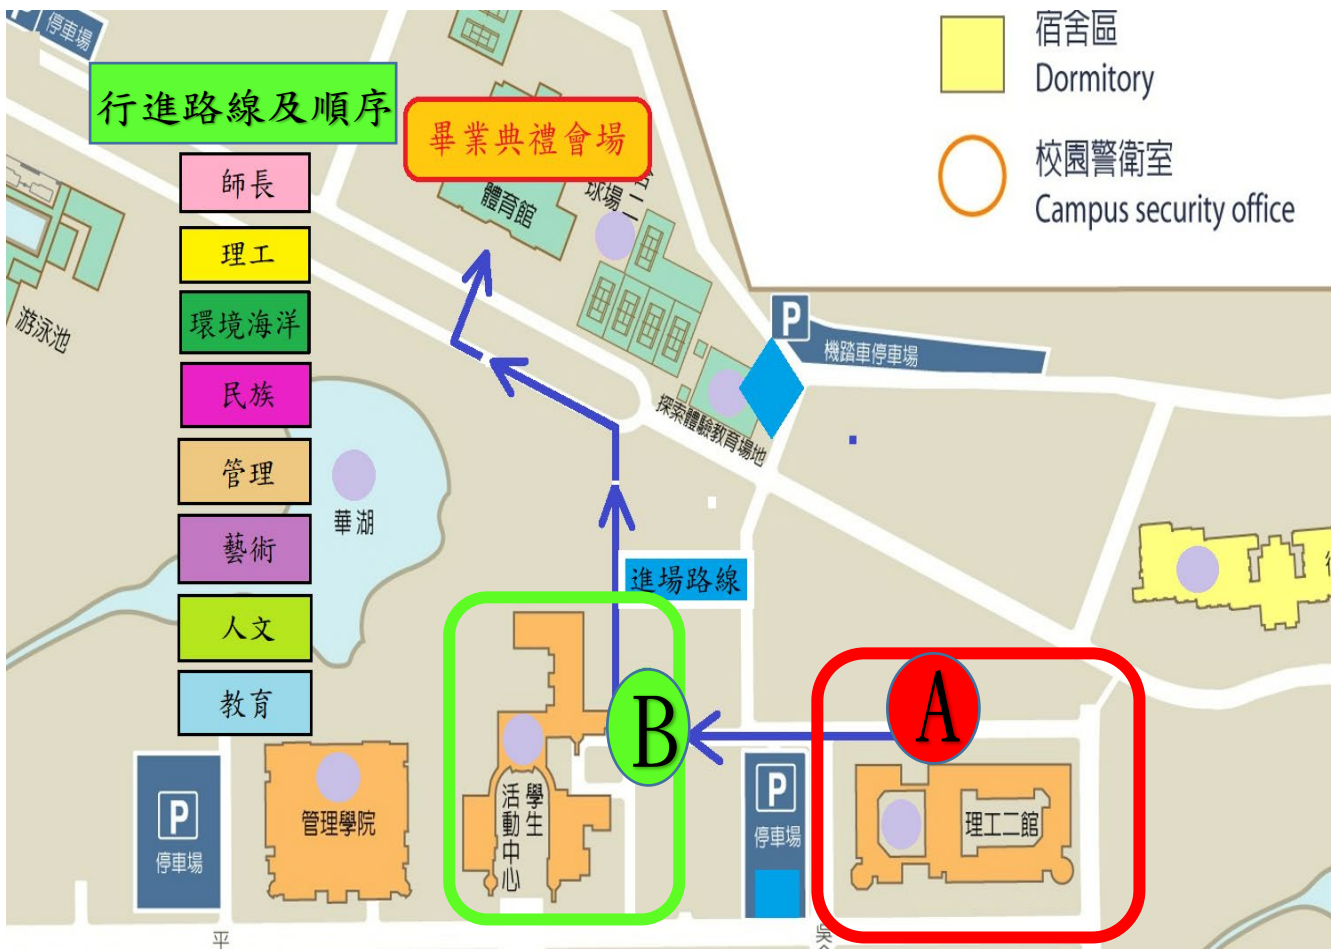 P
停車場
行進路線及順序
師長
理工
環境海洋
民族
管理
藝術
人文
教育
畢業典禮會場
體育館
球場二
宿舍區
Dormitory
校園警衛室
Campus security office
游泳池
華湖
P
機踏車停車場
探索體驗教育場地
進場路線
A
B
P
停車場
管理學院
學生
活動中心
P
停車場
理工二館
平
吳